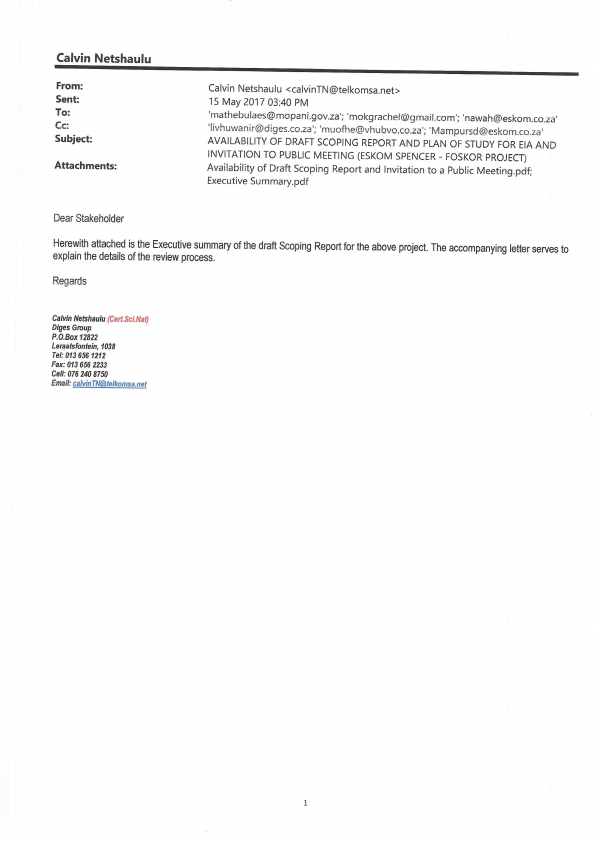 Calvin Netshaulu
From: Calvin Netshaulu <calvinTN@telkomsa.net>
Sent: 15 May 2017 03:40 PM
To: 'mathebulaes@mopani.gov.za'; 'mokgrachel@gmail.com'; 'nawah@eskom.co.za'
Cc: 'livhuwanir@diges.co.za'; 'muofhe@vhubvo.co.za'; 'Mampursd@eskom.co.za'
Subject: AVAILABILITY OF DRAFT SCOPING REPORT AND PLAN OF STUDY FOR EIA AND
INVITATION TO PUBLIC MEETING (ESKOM SPENCER - FOSKOR PROJECT)
Attachments: Availability of Draft Scoping Report and Invitation to a Public Meeting.pdf;
Executive Summary.pdf
Dear Stakeholder
Herewith attached is the Executive summary of the draft Scoping Report for the above project. The accompanying letter serves to
explain the details of the review process.
Regards
Calvin Netshaulu (Cert.Sci.Nat)
Diges Group
P.O.Box 12822
Leraatsfontein, 1038
Tel: 013 656 1212
Fax: 013 656 2233
Cell: 076 240 8750
Email: calvinTN@telkomsa.net
1